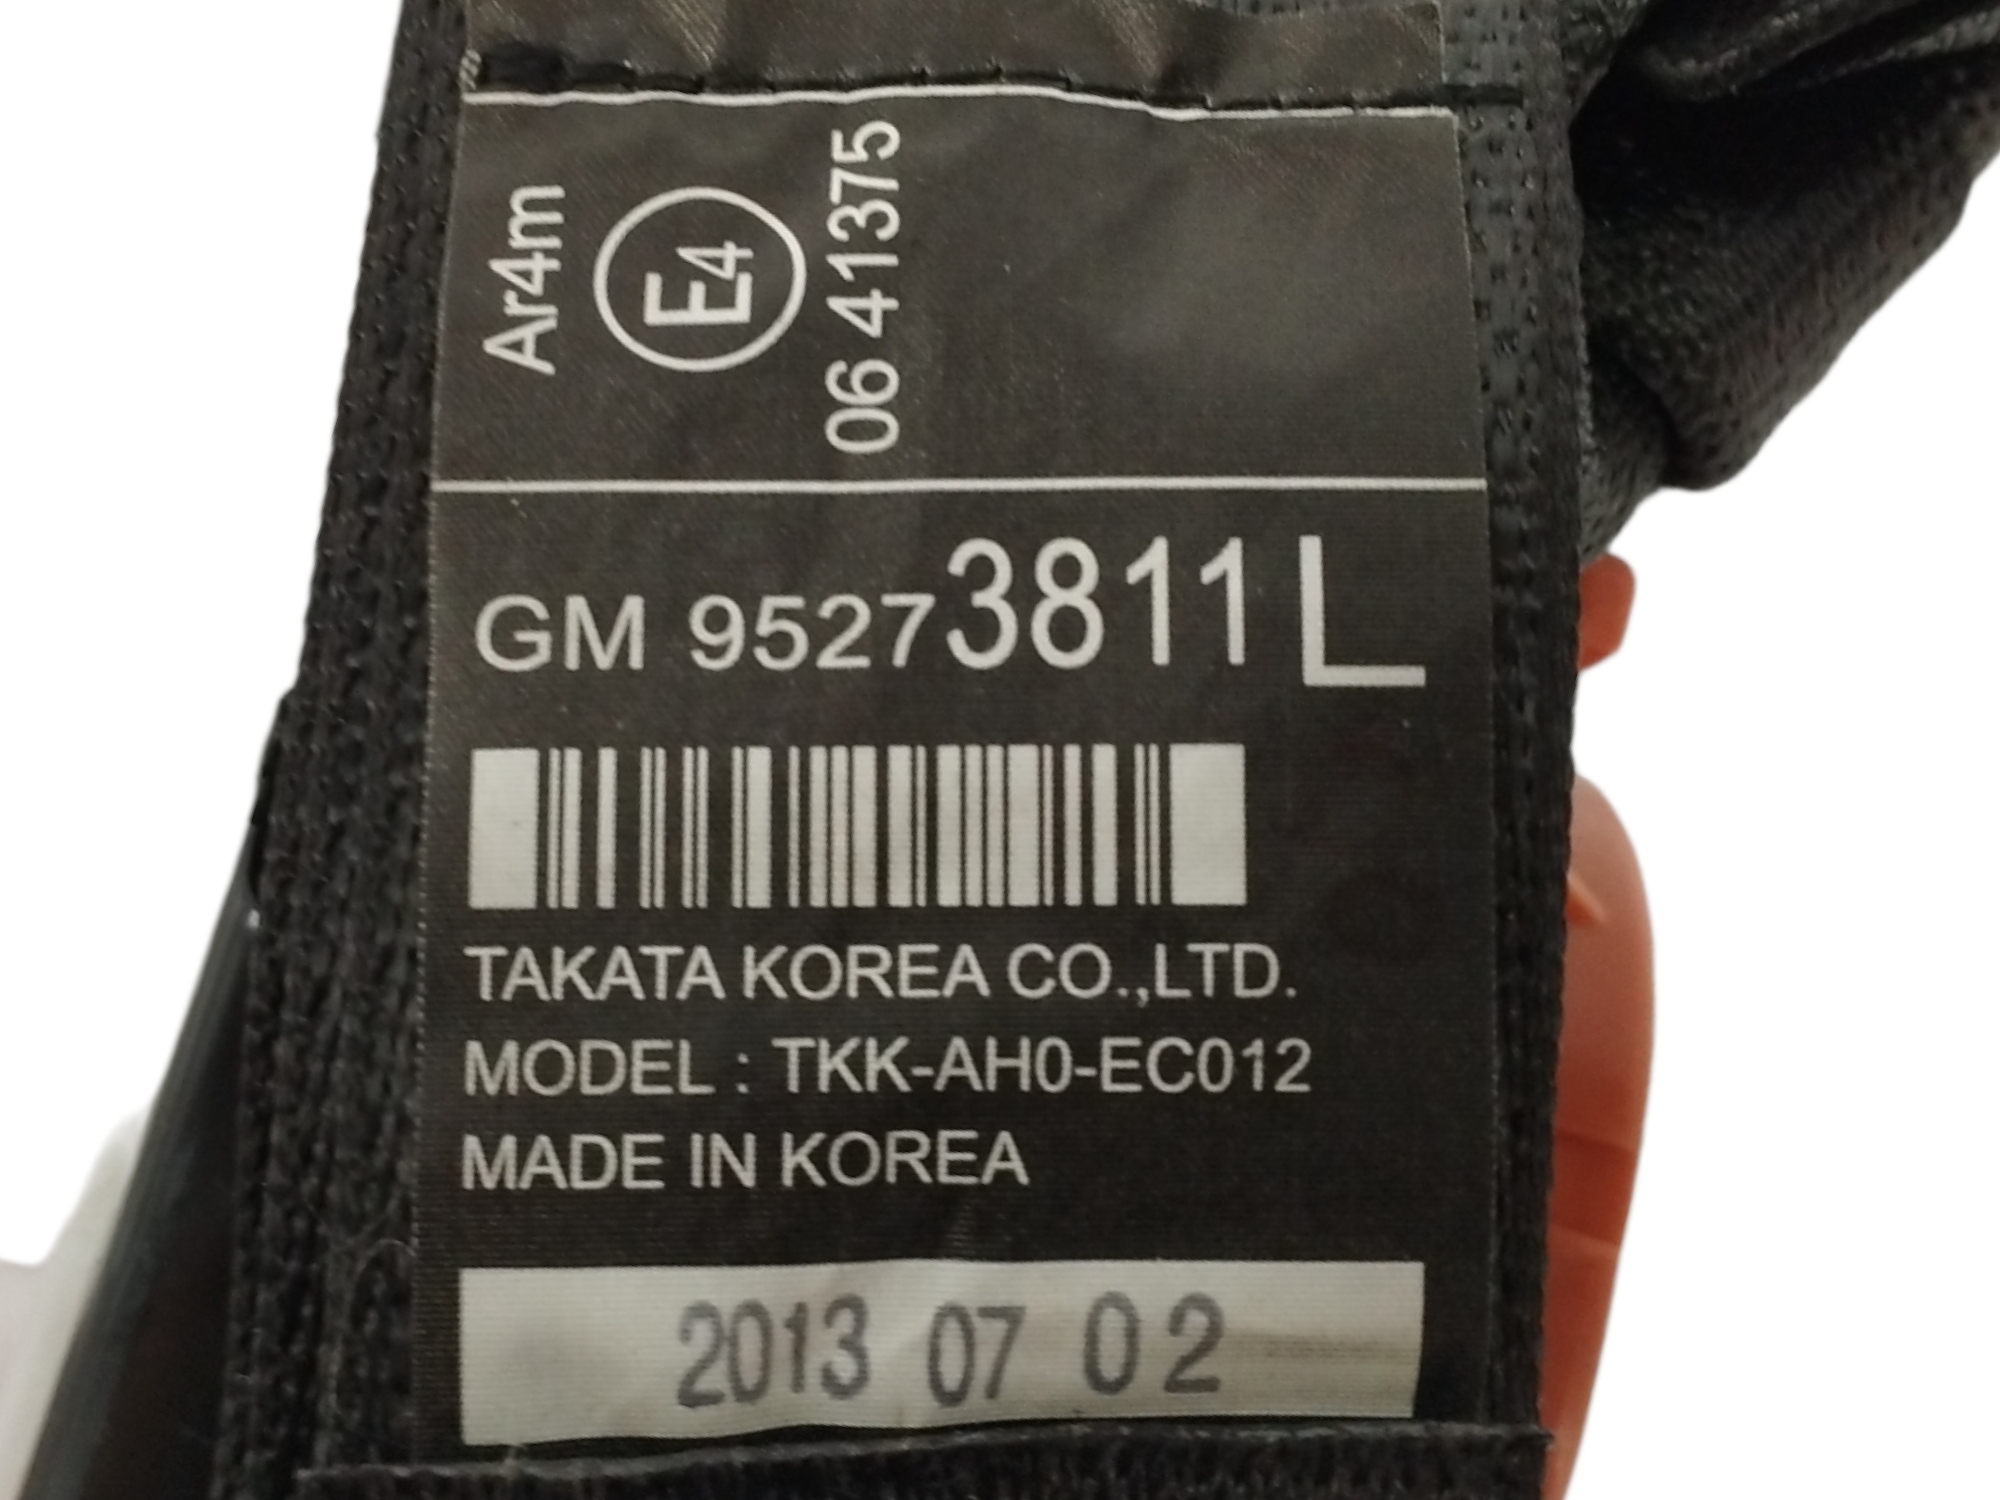 Ar4m
E4
06 41375
GM 95273811 L
TAKATA KOREA CO.,LTD.
MODEL : TKK-AH0-EC012
MADE IN KOREA
2013 07 02